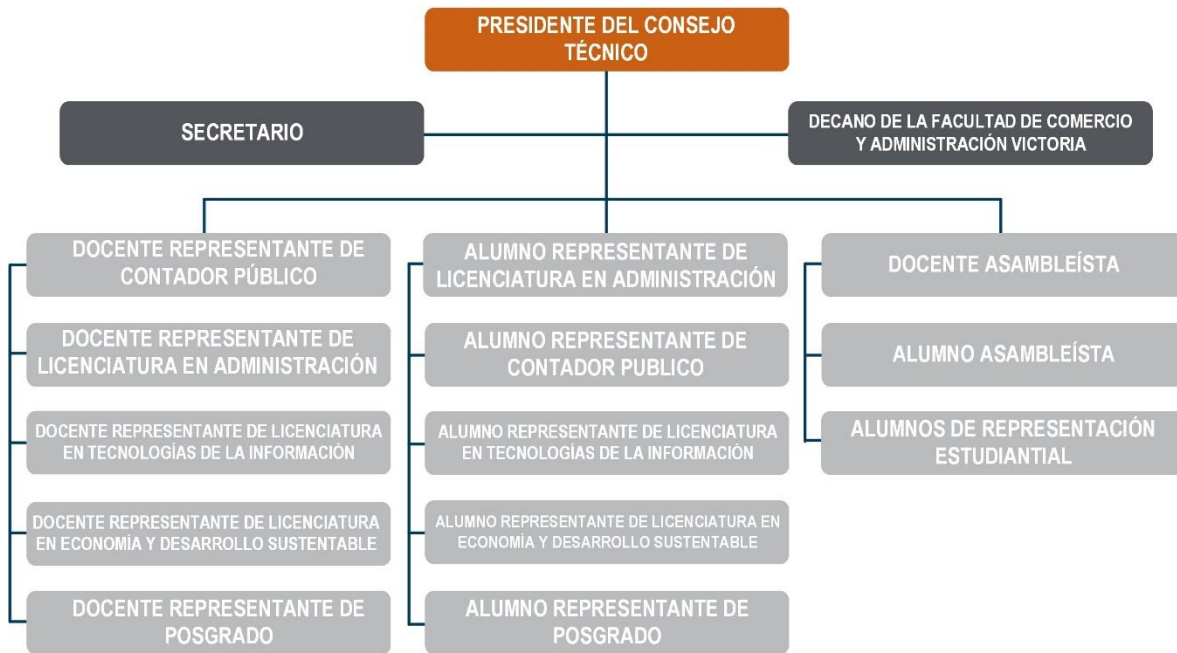 PRESIDENTE DEL CONSEJO
TÉCNICO
SECRETARIO
DECANO DE LA FACULTAD DE COMERCIO
Y ADMINISTRACIÓN VICTORIA
DOCENTE REPRESENTANTE DE
CONTADOR PÚBLICO
DOCENTE REPRESENTANTE DE
LICENCIATURA EN ADMINISTRACIÓN
DOCENTE REPRESENTANTE DE LICENCIATURA
EN TECNOLOGÍAS DE LA INFORMACIÓN
DOCENTE REPRESENTANTE DE LICENCIATURA
EN ECONOMÍA Y DESARROLLO SUSTENTABLE
DOCENTE REPRESENTANTE DE
POSGRADO
ALUMNO REPRESENTANTE DE
LICENCIATURA EN ADMINISTRACIÓN
ALUMNO REPRESENTANTE DE
CONTADOR PUBLICO
ALUMNO REPRESENTANTE DE LICENCIATURA
EN TECNOLOGÍAS DE LA INFORMACIÓN
ALUMNO REPRESENTANTE DE LICENCIATURA EN
ECONOMÍA Y DESARROLLO SUSTENTABLE
ALUMNO REPRESENTANTE DE
POSGRADO
DOCENTE ASAMBLEÍSTA
ALUMNO ASAMBLEÍSTA
ALUMNOS DE REPRESENTACIÓN
ESTUDIANTIAL